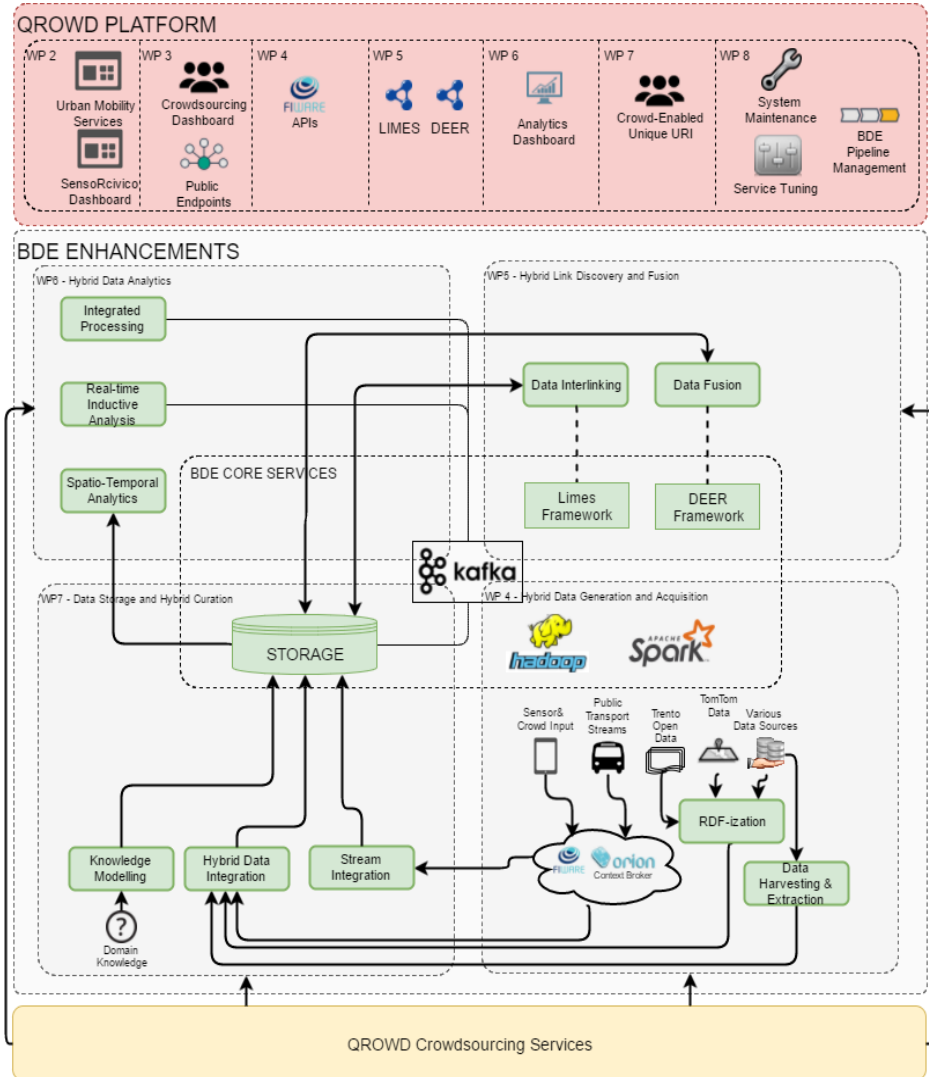 QROWD PLATFORM
WP 2
Urban Mobility
Services
SensoRcivico
Dashboard
WP 3
Crowdsourcing
Dashboard
Public
Endpoints
WP 4
FIWARE
APIs
WP 5
LIMES
DEER
WP 6
Analytics
Dashboard
WP 7
Crowd-Enabled
Unique URI
WP 8
System
Maintenance
Service Tuning
BDE
Pipeline
Management
BDE ENHANCEMENTS
WP6 - Hybrid Data Analytics
Integrated
Processing
Real-time
Inductive
Analysis
Spatio-Temporal
Analytics
WP5 - Hybrid Link Discovery and Fusion
Data Interlinking
Data Fusion
BDE CORE SERVICES
Limes
Framework
DEER
Framework
kafka
WP7 - Data Storage and Hybrid Curation
STORAGE
WP 4 - Hybrid Data Generation and Acquisition
hadoop
APACHE
Spark
Sensor&
Crowd Input
Public
Transport
Streams
Trento
Open
Data
TomTom
Data
Various
Data Sources
RDF-ization
Knowledge
Modelling
Hybrid Data
Integration
Stream
Integration
FIWARE
orion
Context Broker
Data
Harvesting &
Extraction
?
Domain
Knowledge
QROWD Crowdsourcing Services